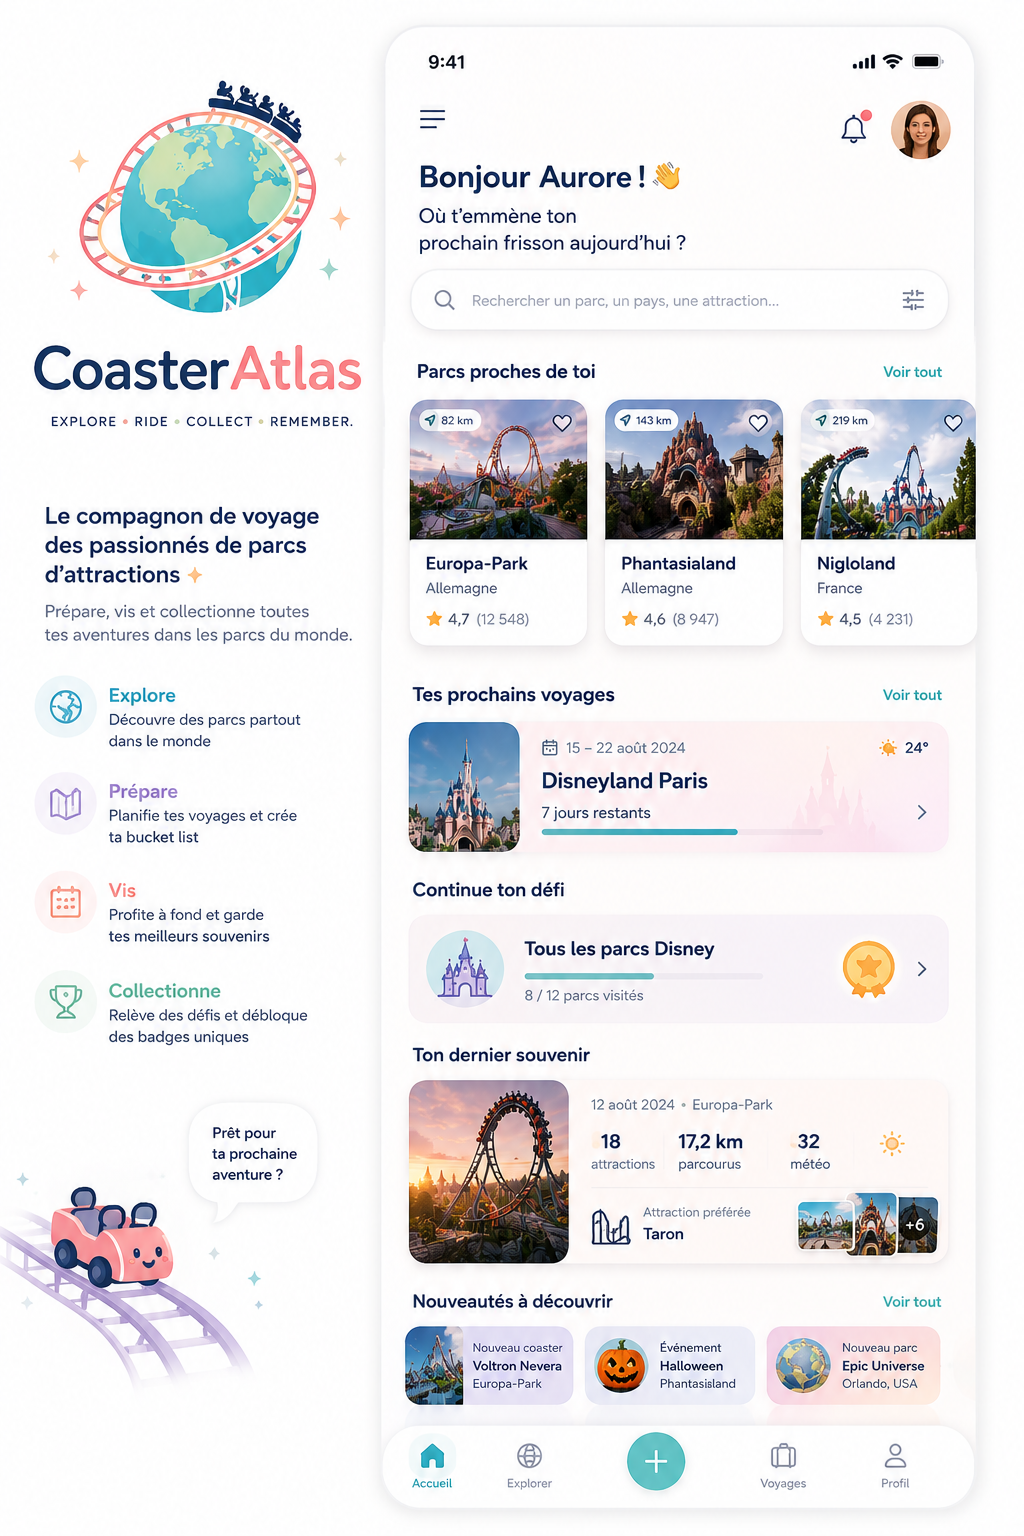 CoasterAtlas
EXPLORE • RIDE • COLLECT • REMEMBER.
Le compagnon de voyage
des passionnés de parcs
d'attractions
Prépare, vis et collectionne toutes
tes aventures dans les parcs du monde.
Explore
Découvre des parcs partout
dans le monde
Prépare
Planifie tes voyages et crée
ta bucket list
Vis
Profite à fond et garde
tes meilleurs souvenirs
Collectionne
Relève des défis et débloque
des badges uniques
Prêt pour
ta prochaine
aventure ?
9:41
Bonjour Aurore !
Où t'emmène ton
prochain frisson aujourd'hui ?
Rechercher un parc, un pays, une attraction...
Parcs proches de toi
Voir tout
82 km
Europa-Park
Allemagne
4,7 (12 548)
143 km
Phantasialand
Allemagne
4,6 (8 947)
219 km
Nigloland
France
4,5 (4 231)
Tes prochains voyages
Voir tout
15 – 22 août 2024
24°
Disneyland Paris
7 jours restants
Continue ton défi
Tous les parcs Disney
8 / 12 parcs visités
Ton dernier souvenir
12 août 2024 • Europa-Park
18
attractions
17,2 km
parcourus
32
météo
Attraction préférée
Taron
+6
Nouveautés à découvrir
Voir tout
Nouveau coaster
Voltron Nevera
Europa-Park
Événement
Halloween
Phantasisland
Nouveau parc
Epic Universe
Orlando, USA
Accueil
Explorer
Voyages
Profil